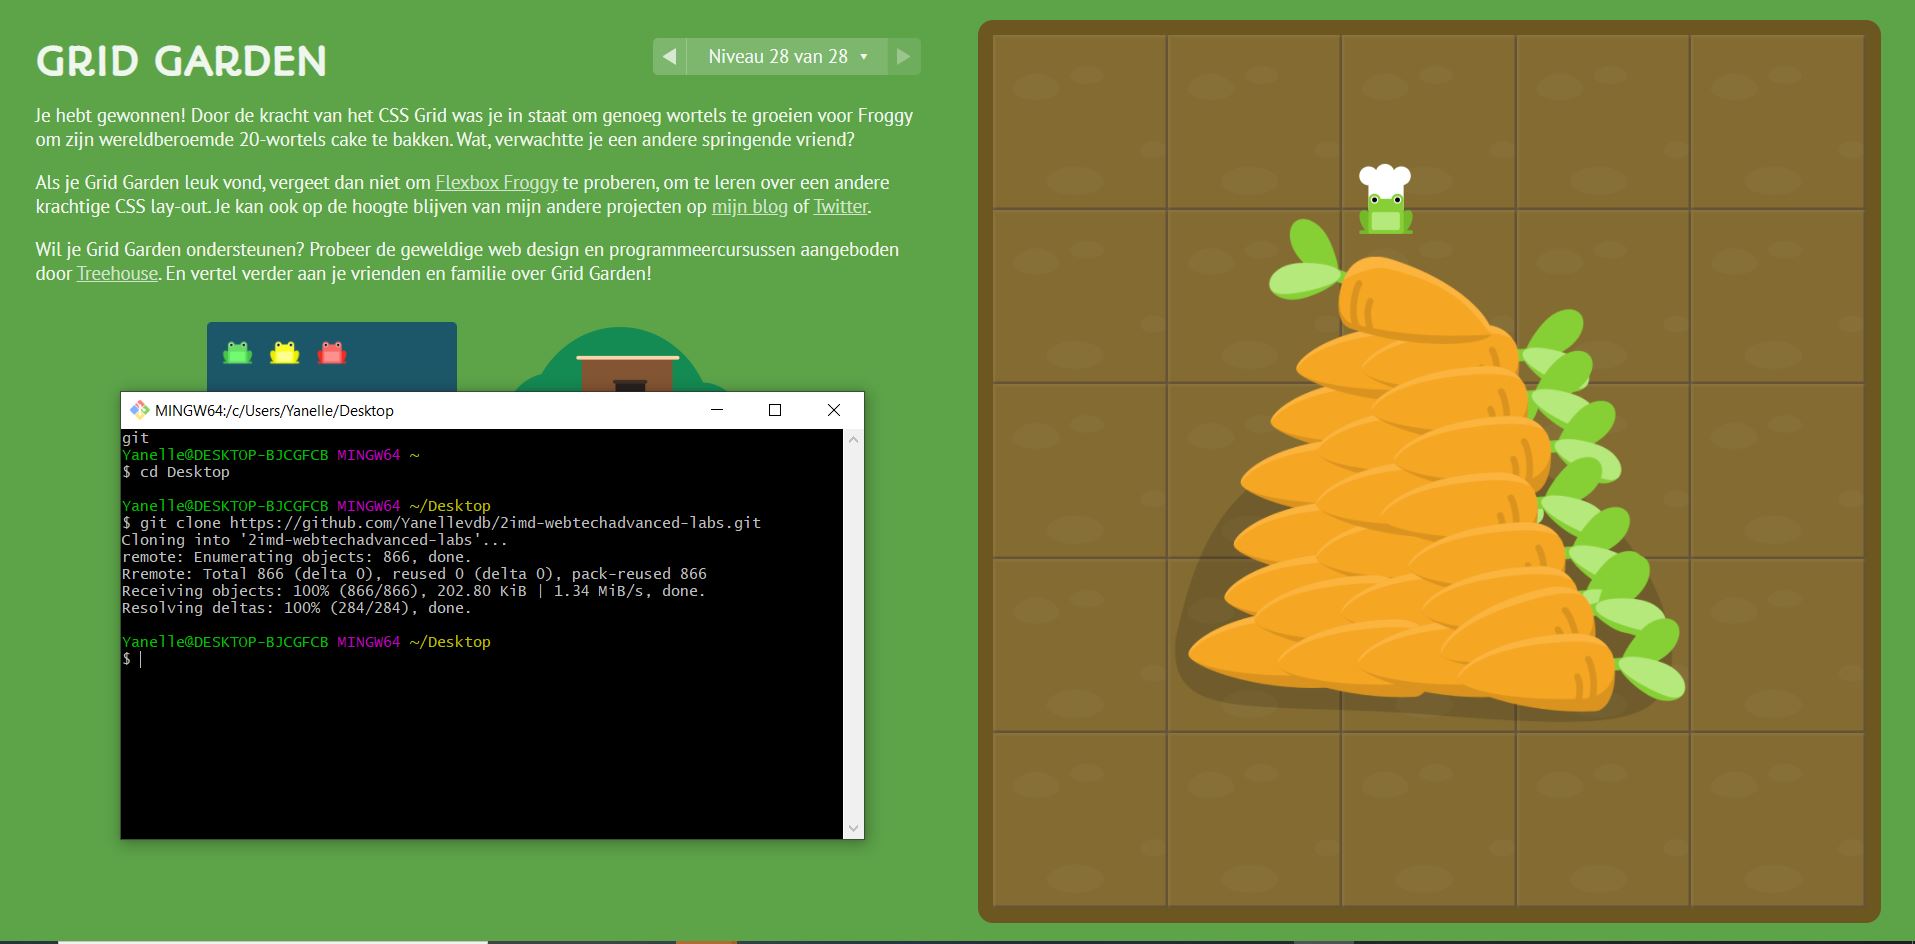 GRID GARDEN
Niveau 28 van 28
Je hebt gewonnen! Door de kracht van het CSS Grid was je in staat om genoeg wortels te groeien voor Froggy
om zijn wereldberoemde 20-wortels cake te bakken. Wat, verwachtte je een andere springende vriend?
Als je Grid Garden leuk vond, vergeet dan niet om Flexbox Froggy te proberen, om te leren over een andere
krachtige CSS lay-out. Je kan ook op de hoogte blijven van mijn andere projecten op mijn blog of Twitter.
Wil je Grid Garden ondersteunen? Probeer de geweldige web design en programmeercursussen aangeboden
door Treehouse. En vertel verder aan je vrienden en familie over Grid Garden!
MINGW64:/c/Users/Yanelle/Desktop
git
Yanelle@DESKTOP-BJCGFCB MINGW64 ~
$ cd Desktop
Yanelle@DESKTOP-BJCGFCB MINGW64 ~/Desktop
$ git clone https://github.com/Yanellevdb/2imd-webtechadvanced-labs.git
Cloning into '2imd-webtechadvanced-labs'...
remote: Enumerating objects: 866, done.
Rremote: Total 866 (delta 0), reused 0 (delta 0), pack-reused 866
Receiving objects: 100% (866/866), 202.80 KiB | 1.34 MiB/s, done.
Resolving deltas: 100% (284/284), done.
Yanelle@DESKTOP-BJCGFCB MINGW64 ~/Desktop
$